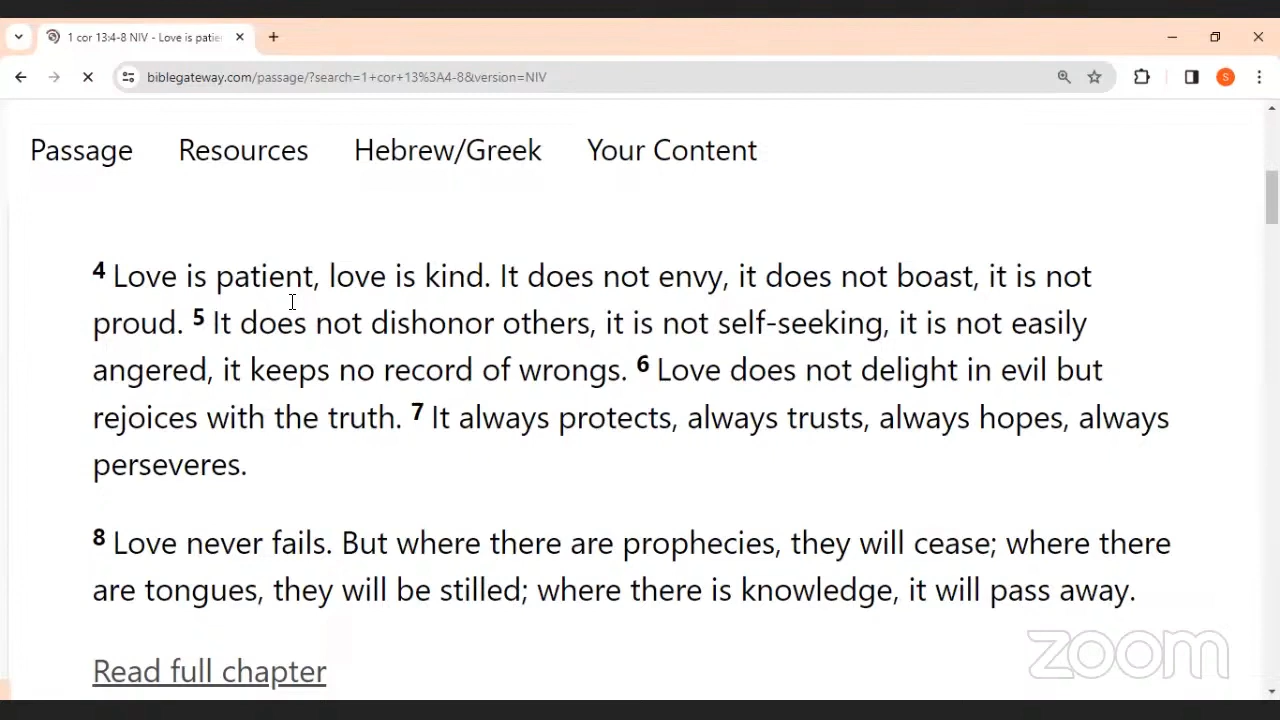 1 cor 13:4-8 NIV - Love is patie
biblegateway.com/passage/?search=1+cor+13%3A4-8&version=NIV
S
Passage Resources Hebrew/Greek Your Content
4 Love is patient, love is kind. It does not envy, it does not boast, it is not
proud. 5 It does not dishonor others, it is not self-seeking, it is not easily
angered, it keeps no record of wrongs. 6 Love does not delight in evil but
rejoices with the truth. 7 It always protects, always trusts, always hopes, always
perseveres.
8 Love never fails. But where there are prophecies, they will cease; where there
are tongues, they will be stilled; where there is knowledge, it will pass away.
Read full chapter
zoom